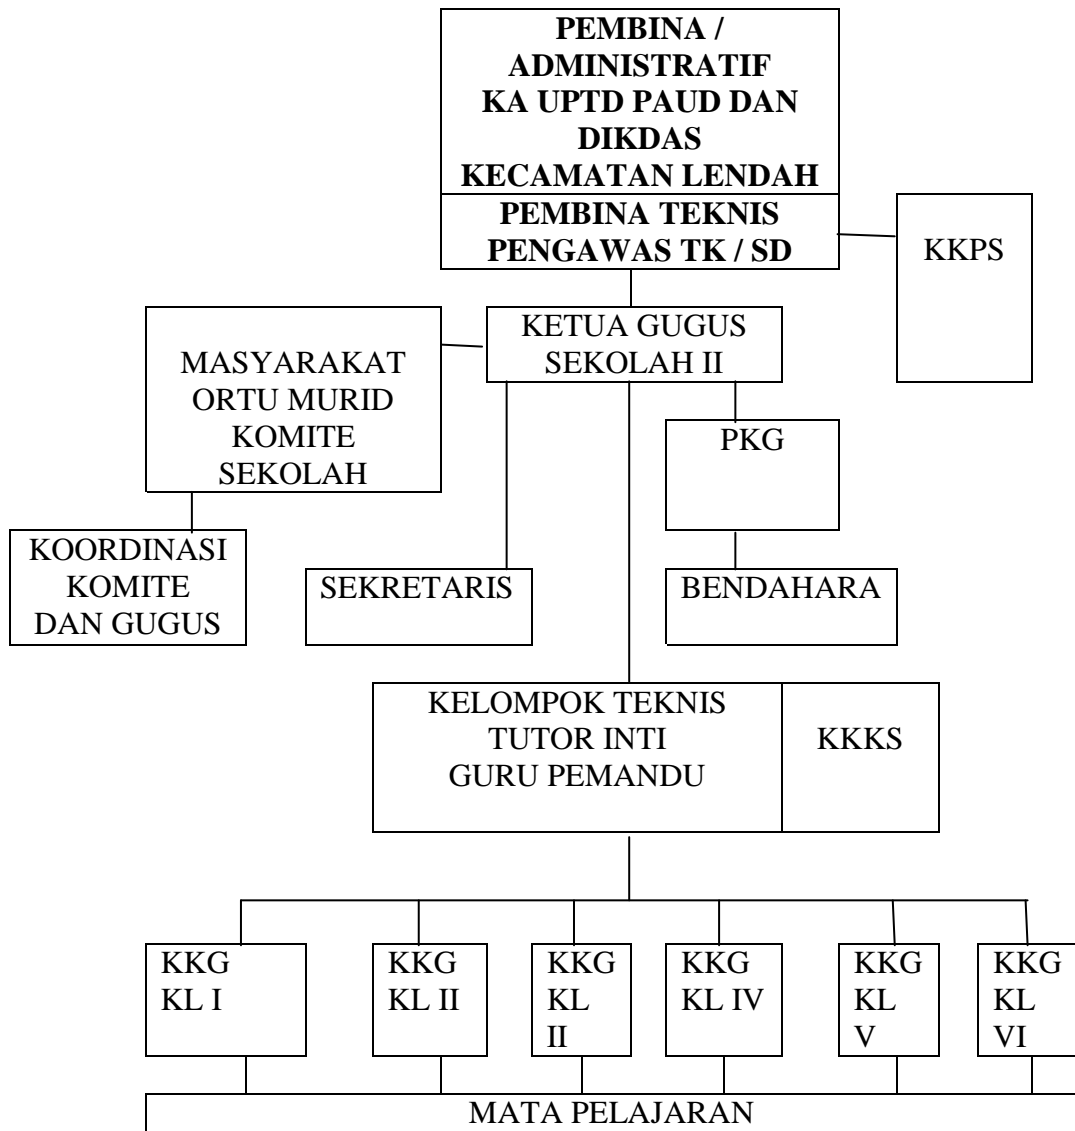 PEMBINA /
ADMINISTRATIF
KA UPTD PAUD DAN
DIKDAS
KECAMATAN LENDAH
PEMBINA TEKNIS
PENGAWAS TK / SD
KKPS
KETUA GUGUS
SEKOLAH II
MASYARAKAT
ORTU MURID
KOMITE
SEKOLAH
PKG
KOORDINASI
KOMITE
DAN GUGUS
SEKRETARIS
BENDAHARA
KELOMPOK TEKNIS
TUTOR INTI
GURU PEMANDU
KKKS
KKG
KL I
KKG
KL II
KKG
KL
II
KKG
KL IV
KKG
KL
V
KKG
KL
VI
MATA PELAJARAN